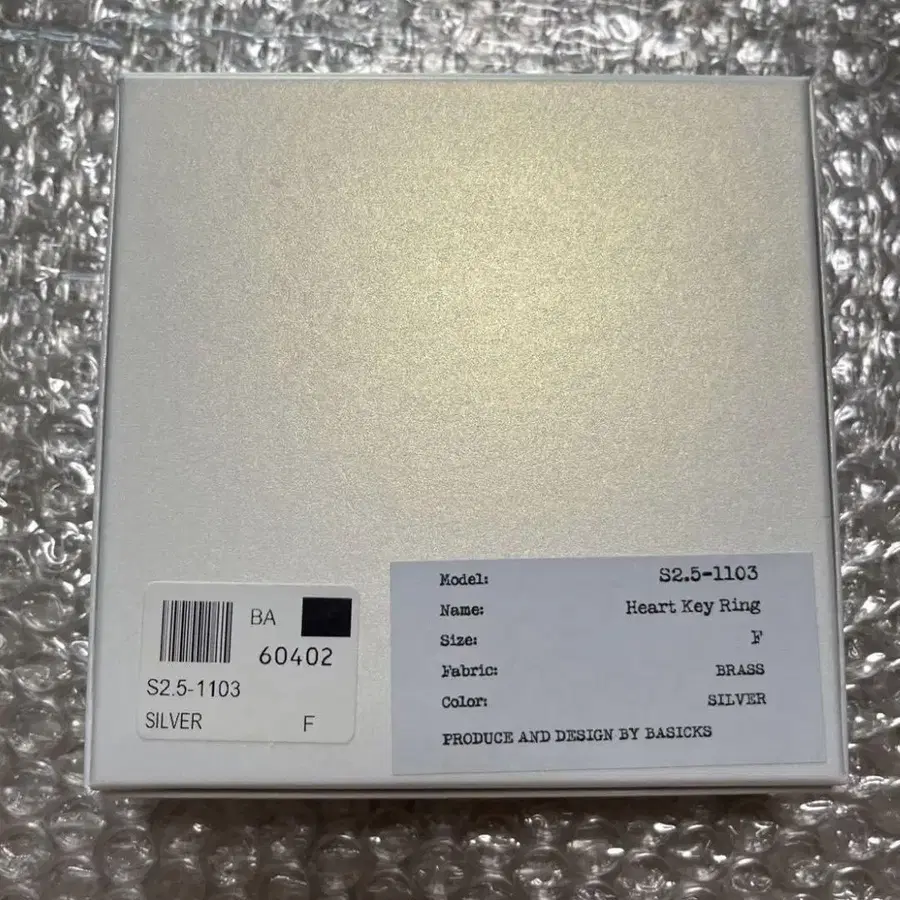 BA
60402
S2.5-1103
SILVER F
Model: S2.5-1103
Name: Heart Key Ring
Size: F
Fabric: BRASS
Color: SILVER
PRODUCE AND DESIGN BY BASICKS